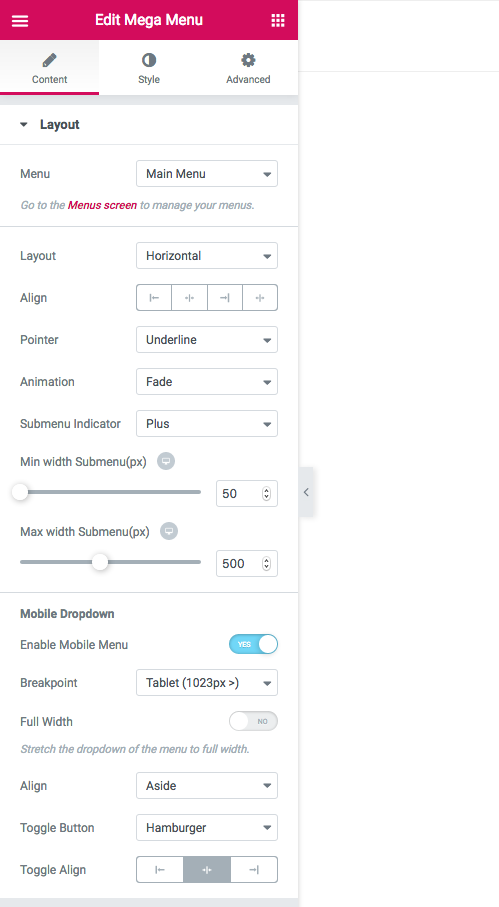 Edit Mega Menu
Content Style Advanced
Layout
Menu Main Menu
Go to the Menus screen to manage your menus.
Layout Horizontal
Align
Pointer Underline
Animation Fade
Submenu Indicator Plus
Min width Submenu(px)
50
Max width Submenu(px)
500
Mobile Dropdown
Enable Mobile Menu YES
Breakpoint Tablet (1023px >)
Full Width NO
Stretch the dropdown of the menu to full width.
Align Aside
Toggle Button Hamburger
Toggle Align